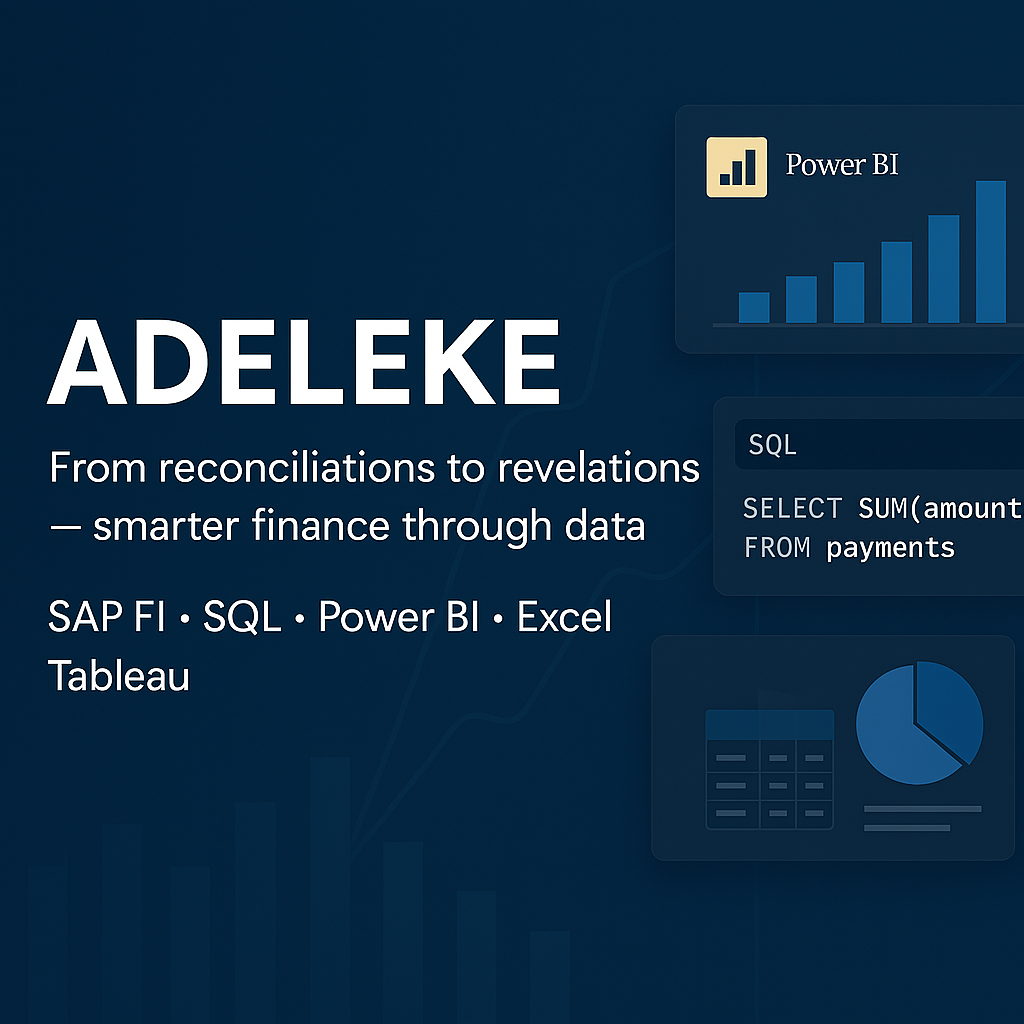 Power BI
ADELEKE
From reconciliations to revelations
— smarter finance through data
SAP FI • SQL • Power BI • Excel
Tableau
SQL
SELECT SUM(amount
FROM payments